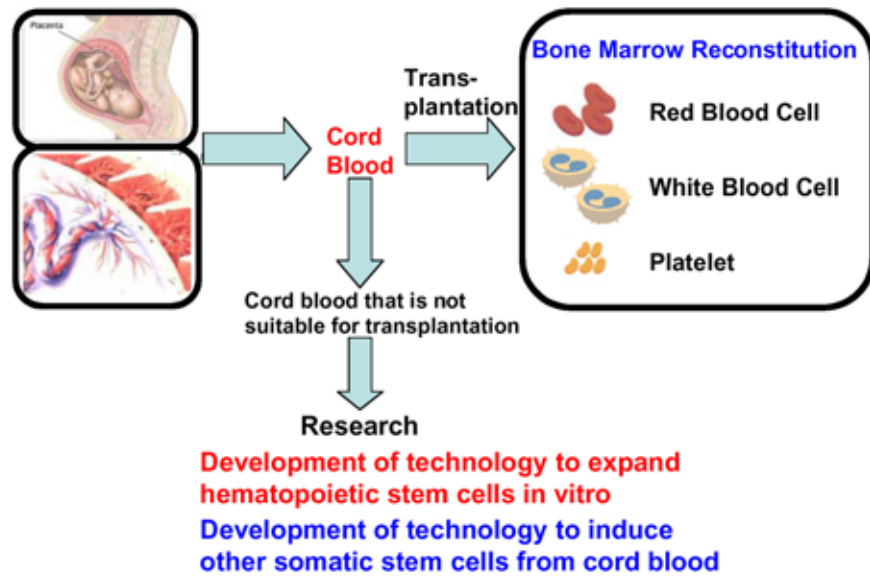 Placenta
Cord
Blood
Trans-
plantation
Bone Marrow Reconstitution
Red Blood Cell
White Blood Cell
Platelet
Cord blood that is not
suitable for transplantation
Research
Development of technology to expand
hematopoietic stem cells in vitro
Development of technology to induce
other somatic stem cells from cord blood